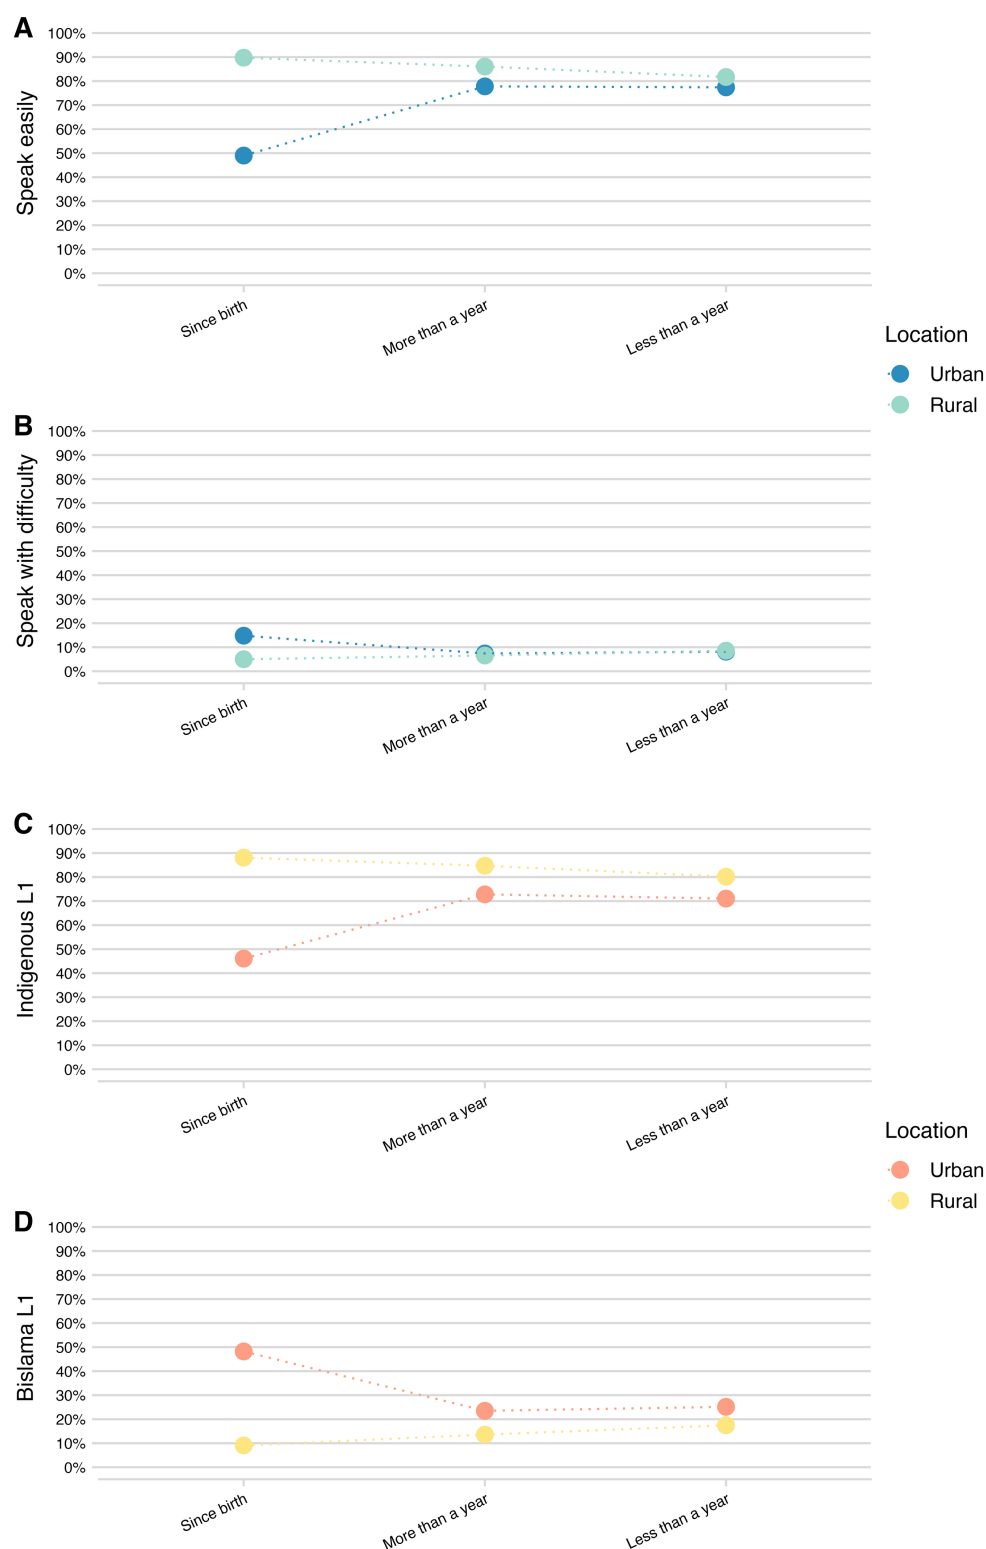 A
Speak easily
100%
90%
80%
70%
60%
50%
40%
30%
20%
10%
0%
Since birth
More than a year
Less than a year
Location
Urban
Rural
B
Speak with difficulty
100%
90%
80%
70%
60%
50%
40%
30%
20%
10%
0%
Since birth
More than a year
Less than a year
C
Indigenous L1
100%
90%
80%
70%
60%
50%
40%
30%
20%
10%
0%
Since birth
More than a year
Less than a year
Location
Urban
Rural
D
Bislama L1
100%
90%
80%
70%
60%
50%
40%
30%
20%
10%
0%
Since birth
More than a year
Less than a year